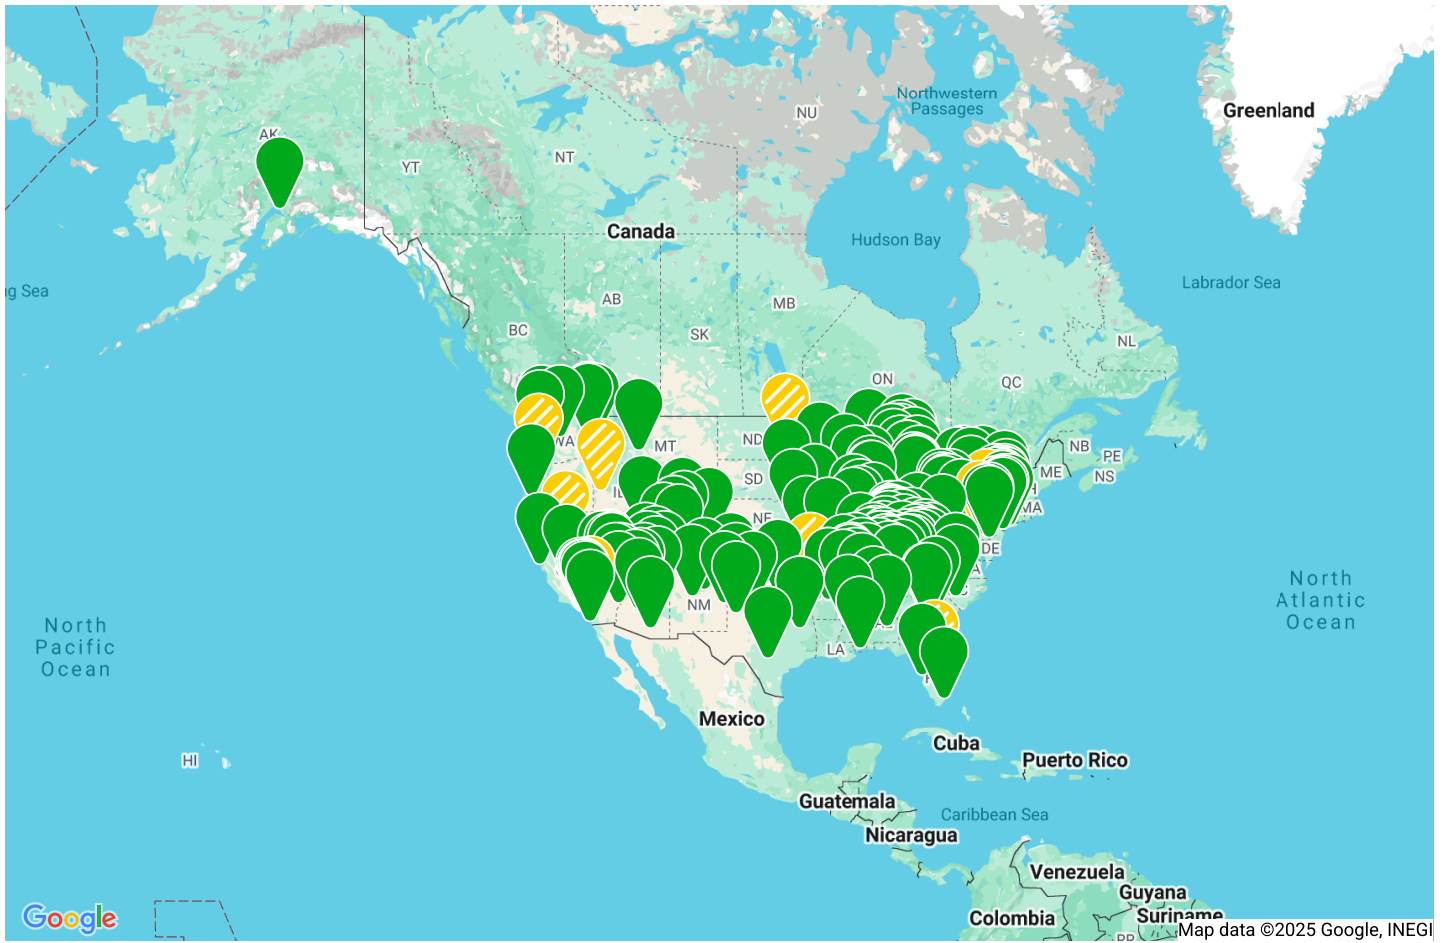 AK
NU
Northwestern
Passages
Greenland
YT
NT
Canada
Hudson Bay
Labrador Sea
ng Sea
AB
MB
BC
SK
NL
ON
QC
WA
MT
ND
NB
PE
ME
NS
SD
MA
NE
DE
NM
LA
North
Pacific
Ocean
North
Atlantic
Ocean
Mexico
HI
Cuba
Puerto Rico
Guatemala
Caribbean Sea
Nicaragua
Venezuela
Guyana
Colombia
Suriname
Google
Map data ©2025 Google, INEGI